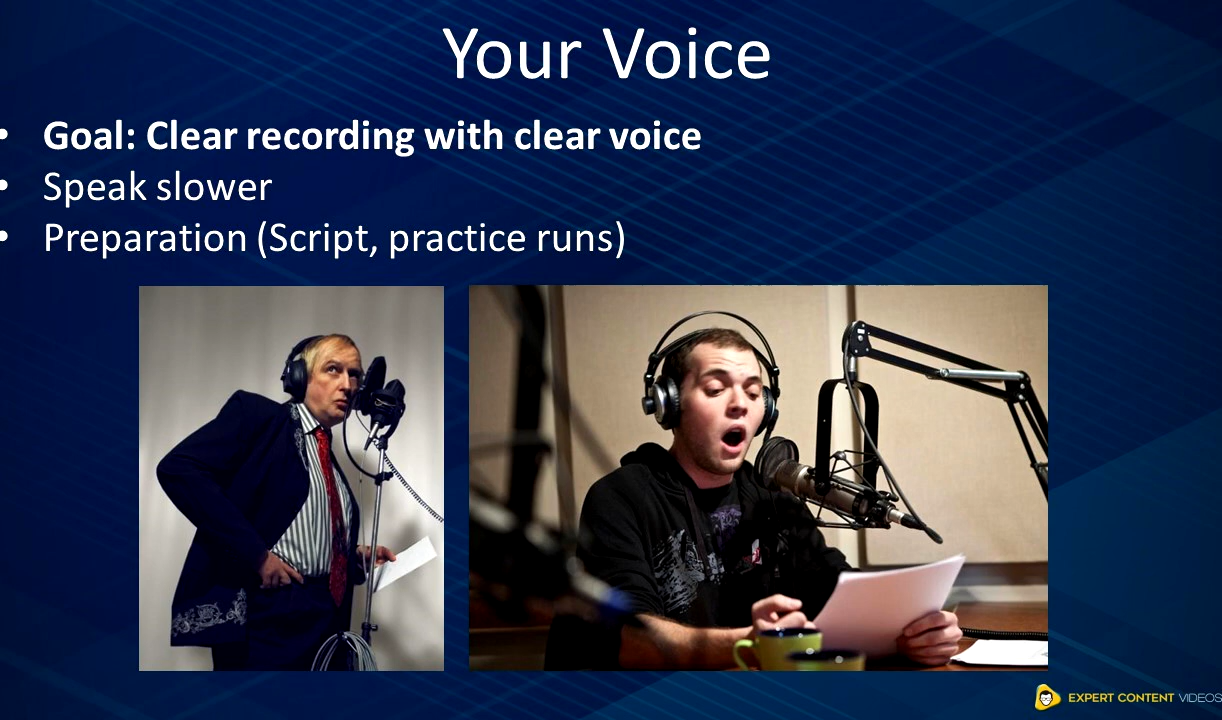 Your Voice
• Goal: Clear recording with clear voice
• Speak slower
• Preparation (Script, practice runs)
EXPERT CONTENT VIDEOS